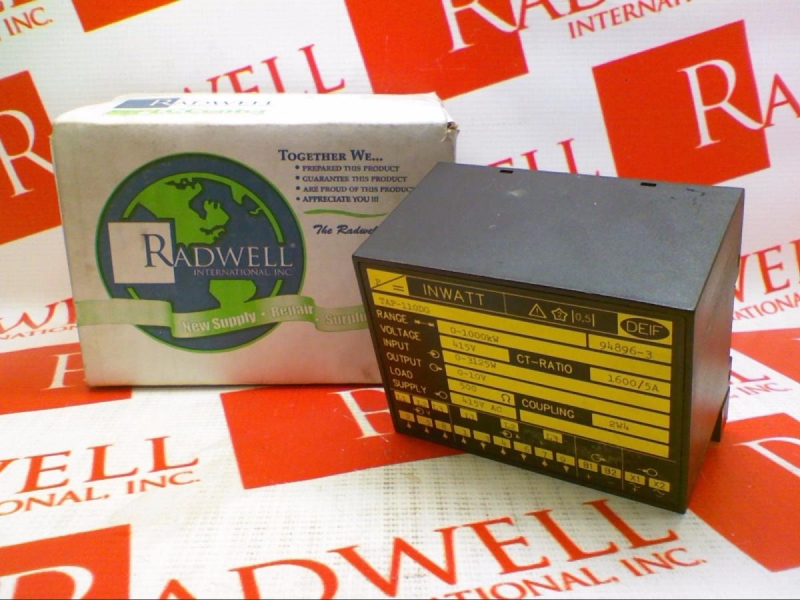 RADWELL
INTERNATIONAL, INC.
RADWELL
TOGETHER WE...
• PREPARED THIS PRODUCT
• GUARANTEE THIS PRODUCT
• ARE PROUD OF THIS PRODUCT
• APPRECIATE YOU !!!
The Radwell
RADWELL®
INTERNATIONAL, INC.
New Supply • Repair • Surplus
INWATT
0,5
DEIF
TAP-110DG
94896-3
RANGE 0-1000kW
VOLTAGE 415V CT-RATIO 1600/5A
INPUT 0-3125W
OUTPUT 0-10V
LOAD 500 Ω COUPLING 2W4
SUPPLY 415V AC
B1 B2 X1 X2
RADWELL
INTERNATIONAL, INC.
RADWELL
INTERNATIONAL, INC.